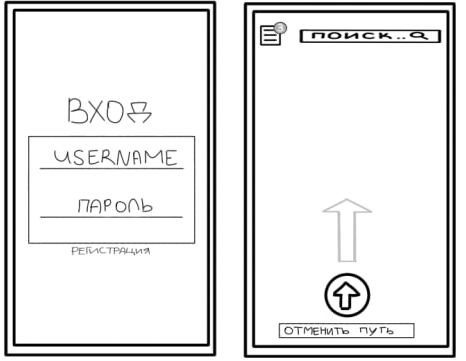 ВХОД
USERNAME
ПАРОЛЬ
РЕГИСТРАЦИЯ
ПОИСК..
ОТМЕНИТЬ ПУТЬ